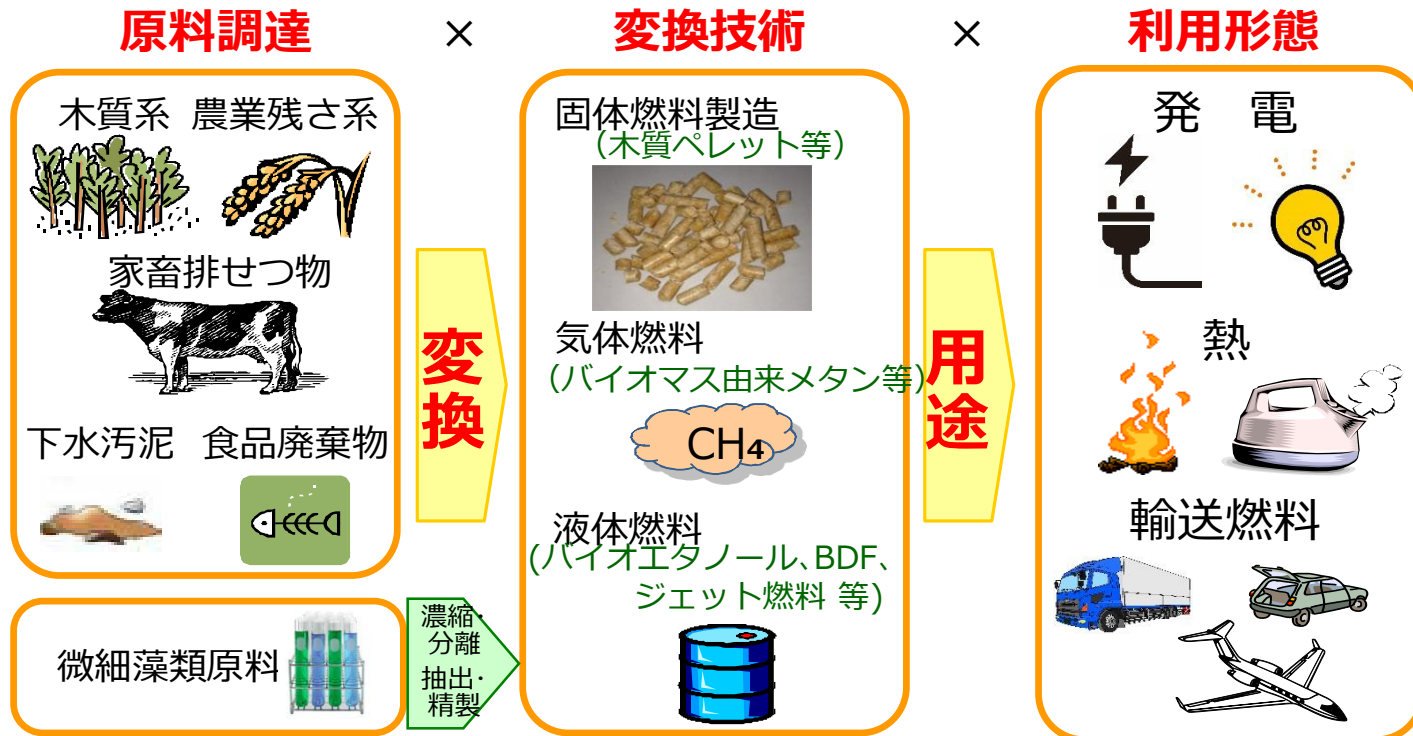 原料調達 × 変換技術 × 利用形態
木質系 農業残さ系
家畜排せつ物
下水汚泥 食品廃棄物
微細藻類原料
変
換
濃縮・
分離
抽出・
精製
固体燃料製造
（木質ペレット等）
気体燃料
（バイオマス由来メタン等）
CH₄
液体燃料
(バイオエタノール、BDF、
ジェット燃料 等)
用
途
発 電
熱
輸送燃料